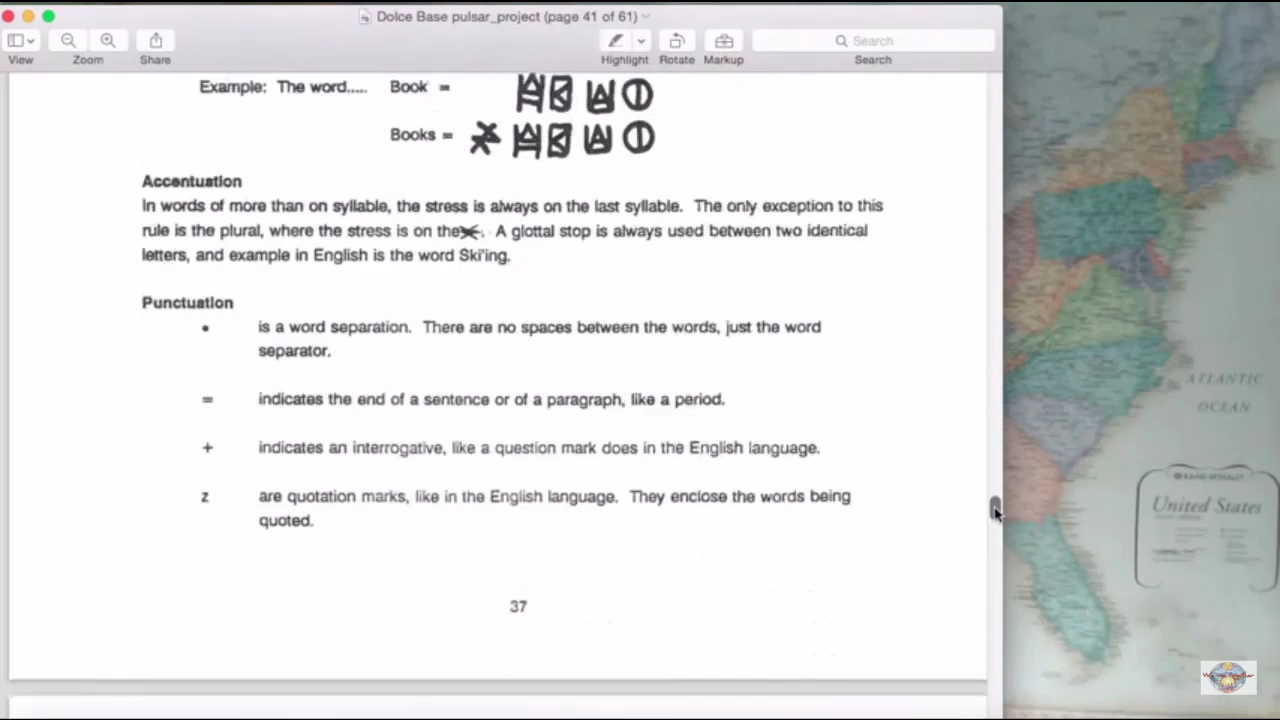 Dolce Base pulsar_project (page 41 of 61)
View Zoom Share Highlight Rotate Markup Search
Search
Example: The word..... Book =
Books =
Accentuation
In words of more than on syllable, the stress is always on the last syllable. The only exception to this
rule is the plural, where the stress is on the . A glottal stop is always used between two identical
letters, and example in English is the word Ski'ing.
Punctuation
• is a word separation. There are no spaces between the words, just the word
separator.
= indicates the end of a sentence or of a paragraph, like a period.
+ indicates an interrogative, like a question mark does in the English language.
z are quotation marks, like in the English language. They enclose the words being
quoted.
37
ATLANTIC
OCEAN
United States